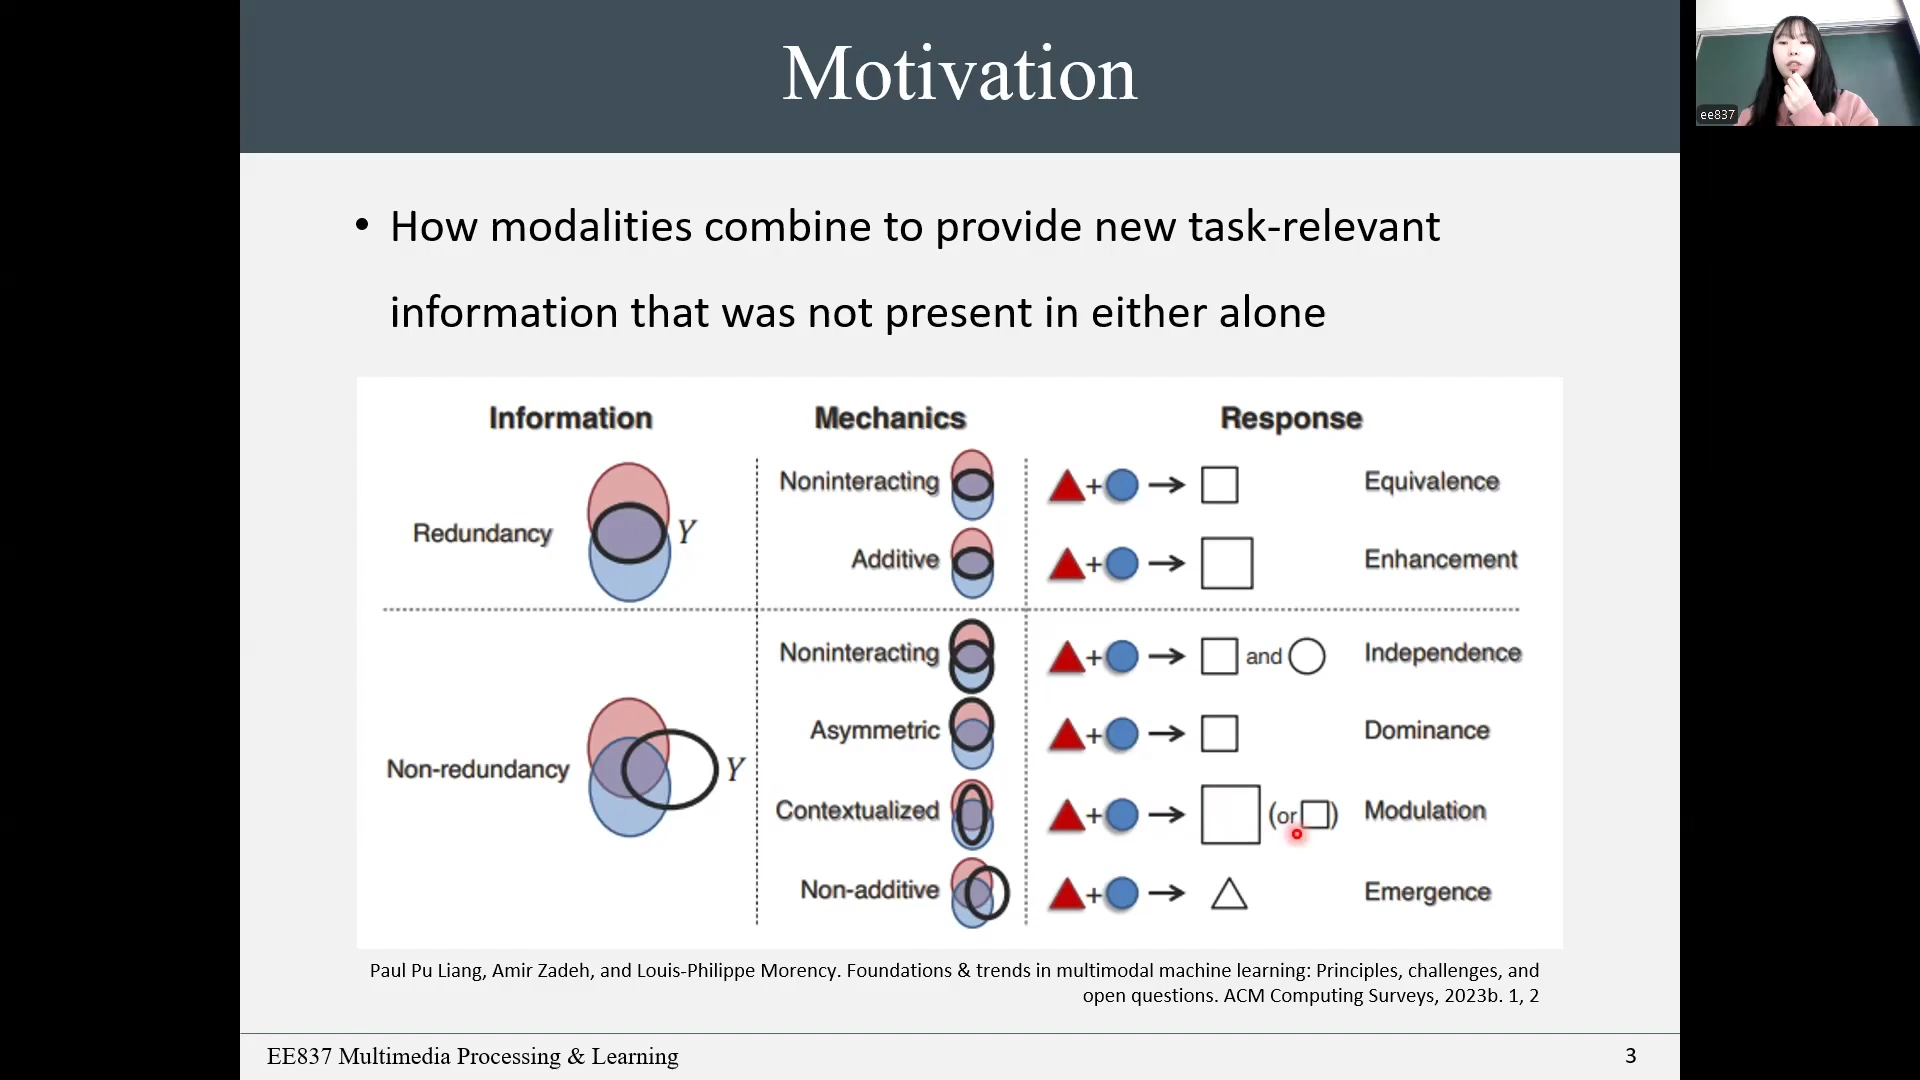 Motivation
ee837
• How modalities combine to provide new task-relevant
information that was not present in either alone
Information
Mechanics
Response
Redundancy
Y
Noninteracting
+
Equivalence
Additive
+
Enhancement
Non-redundancy
Y
Noninteracting
+
and
Independence
Asymmetric
+
Dominance
Contextualized
+
(or )
Modulation
Non-additive
+
Emergence
Paul Pu Liang, Amir Zadeh, and Louis-Philippe Morency. Foundations & trends in multimodal machine learning: Principles, challenges, and
open questions. ACM Computing Surveys, 2023b. 1, 2
EE837 Multimedia Processing & Learning
3